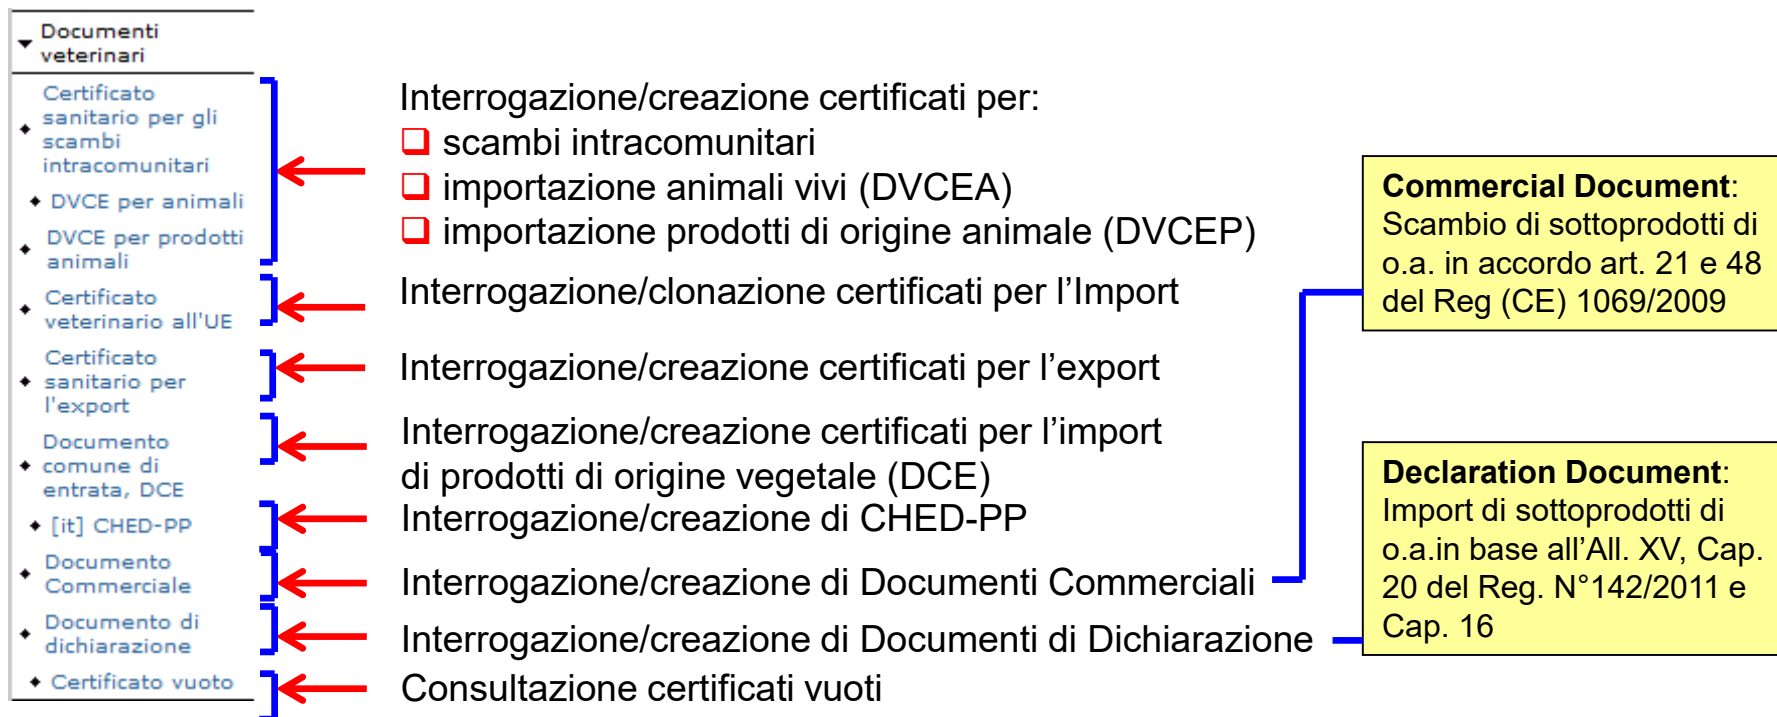 Documenti
veterinari
Certificato
sanitario per gli
scambi
intracomunitari
DVCE per animali
DVCE per prodotti
animali
Certificato
veterinario all'UE
Certificato
sanitario per
l'export
Documento
comune di
entrata, DCE
[it] CHED-PP
Documento
Commerciale
Documento di
dichiarazione
Certificato vuoto
Interrogazione/creazione certificati per:
scambi intracomunitari
importazione animali vivi (DVCEA)
importazione prodotti di origine animale (DVCEP)
Interrogazione/clonazione certificati per l’Import
Interrogazione/creazione certificati per l’export
Interrogazione/creazione certificati per l’import
di prodotti di origine vegetale (DCE)
Interrogazione/creazione di CHED-PP
Interrogazione/creazione di Documenti Commerciali
Interrogazione/creazione di Documenti di Dichiarazione
Consultazione certificati vuoti
Commercial Document:
Scambio di sottoprodotti di
o.a. in accordo art. 21 e 48
del Reg (CE) 1069/2009
Declaration Document:
Import di sottoprodotti di
o.a.in base all’All. XV, Cap.
20 del Reg. N°142/2011 e
Cap. 16